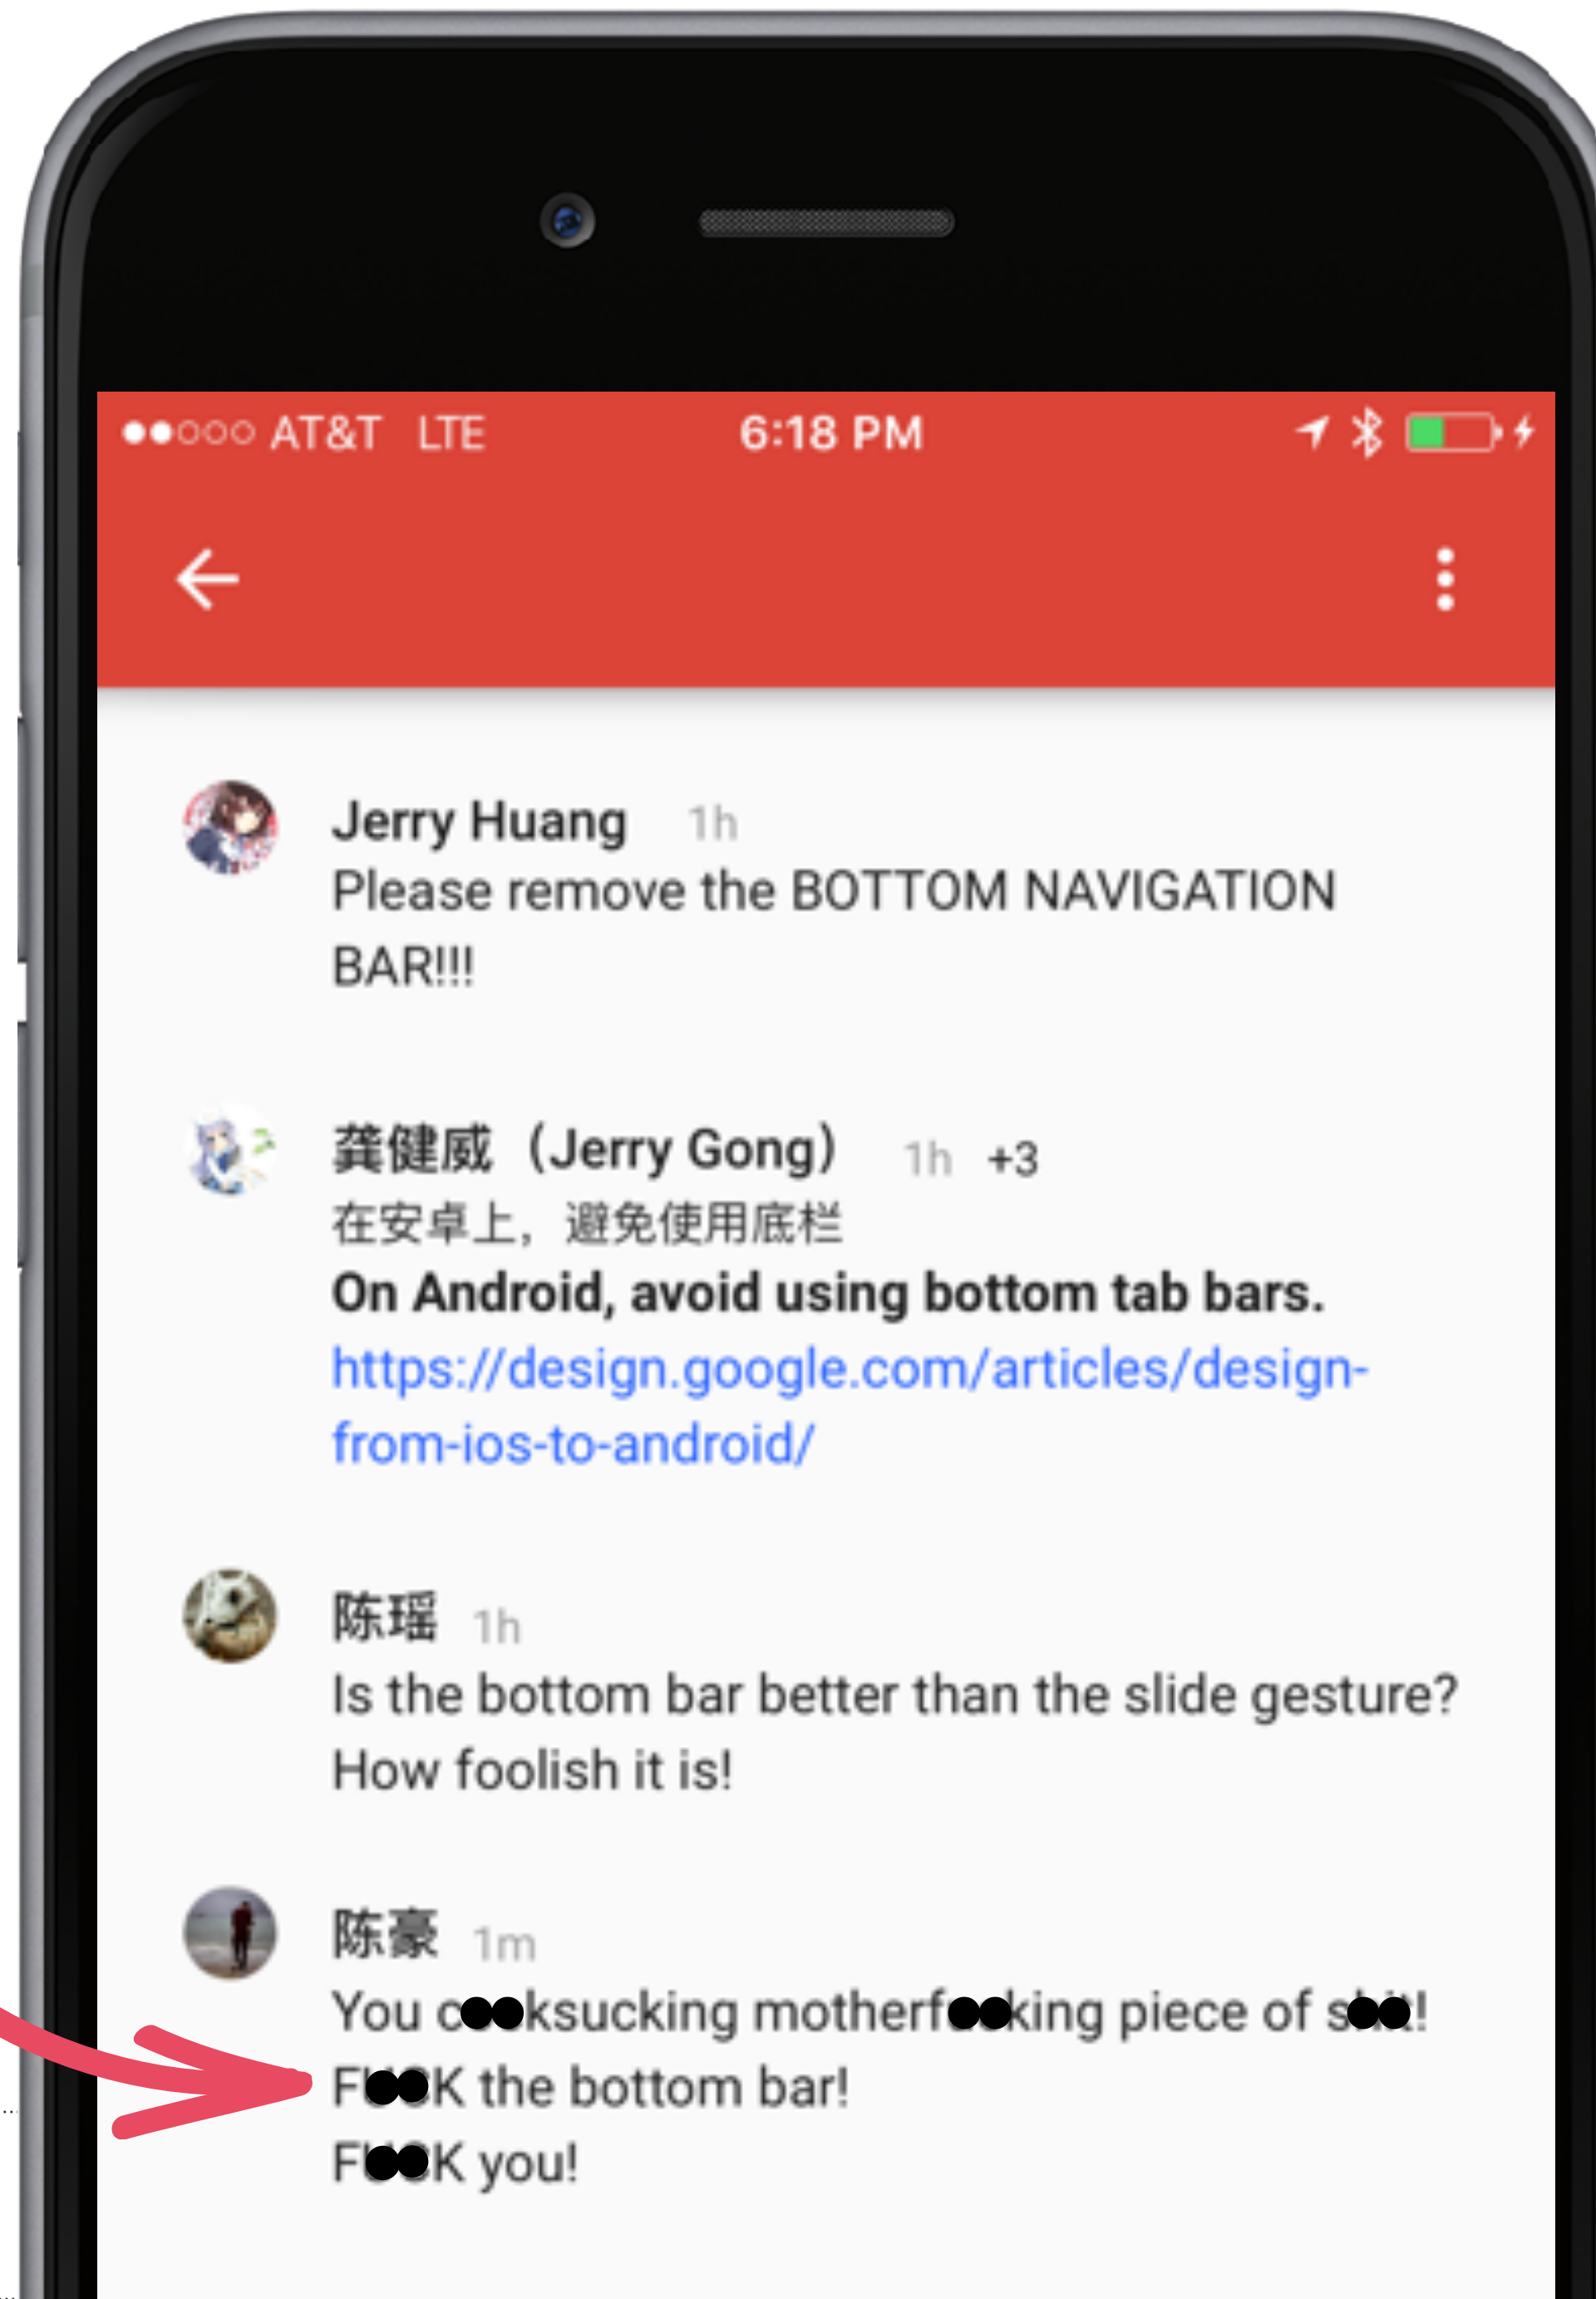 AT&T LTE 6:18 PM
Jerry Huang 1h
Please remove the BOTTOM NAVIGATION
BAR!!!
龚健威（Jerry Gong） 1h +3
在安卓上，避免使用底栏
On Android, avoid using bottom tab bars.
https://design.google.com/articles/design-
from-ios-to-android/
陈瑶 1h
Is the bottom bar better than the slide gesture?
How foolish it is!
陈豪 1m
You c●●ksucking motherf●●king piece of s●●t!
F●●K the bottom bar!
F●●K you!